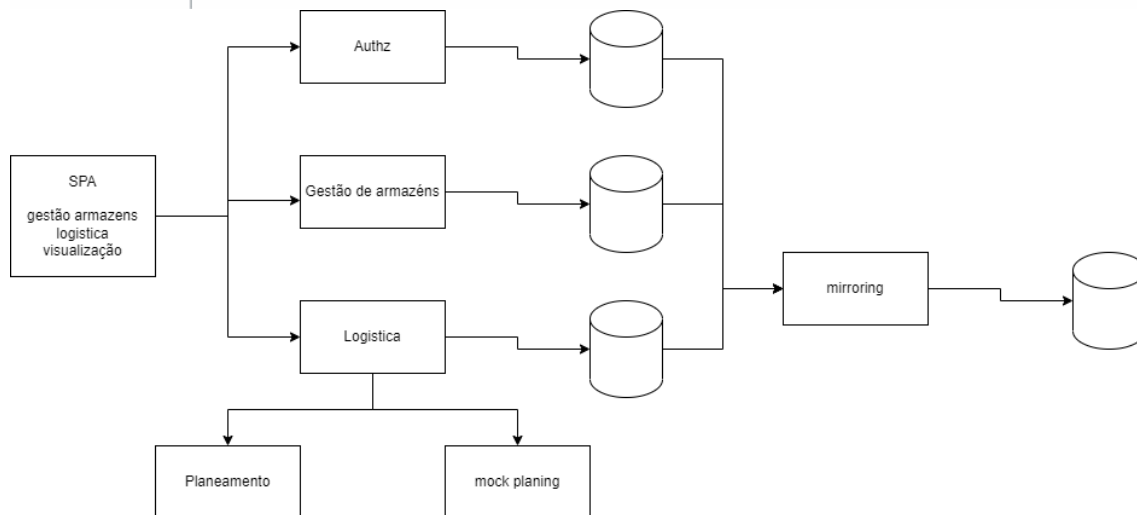 Authz
SPA
gestão armazens
logistica
visualização
Gestão de armazéns
mirroring
Logistica
Planeamento
mock planing